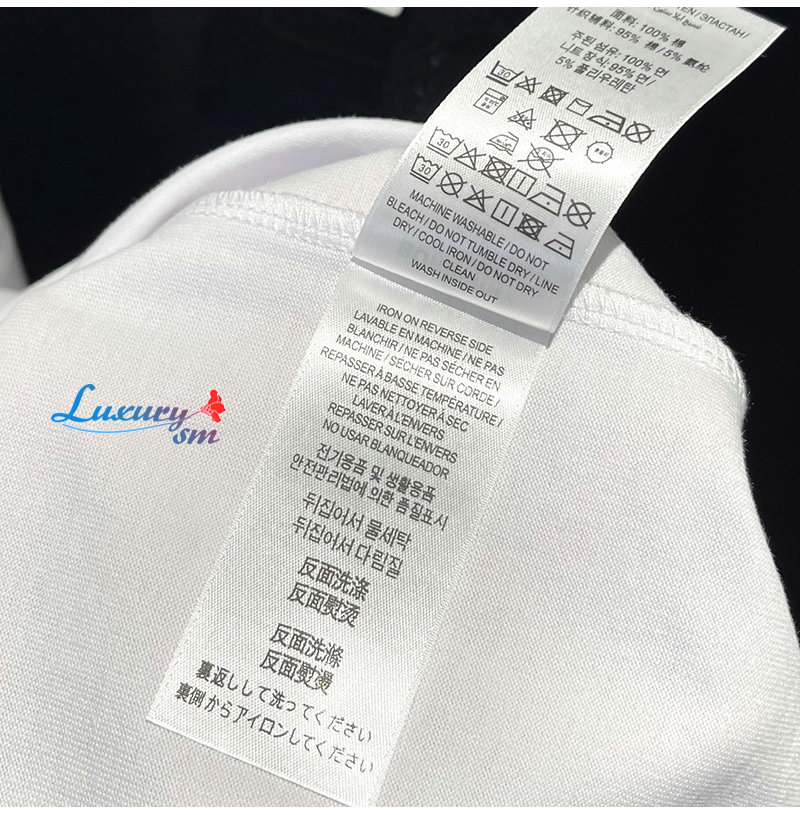 TEN / ЭЛАСТАН /
面料: 100% 棉
针织辅料: 95% 棉 / 5% 氨纶
주된 섬유: 100% 면
니트 장식: 95% 면 /
5% 폴리우레탄
30
30
30
MACHINE WASHABLE / DO NOT
BLEACH / DO NOT TUMBLE DRY / LINE
DRY / COOL IRON / DO NOT DRY
CLEAN
WASH INSIDE OUT
IRON ON REVERSE SIDE
LAVABLE EN MACHINE / NE PAS
BLANCHIR / NE PAS SÉCHER EN
MACHINE / SÉCHER SUR CORDE /
REPASSER À BASSE TEMPÉRATURE /
NE PAS NETTOYER À SEC
LAVER À L'ENVERS
REPASSER SUR L'ENVERS
NO USAR BLANQUEADOR
전기용품 및 생활용품
안전관리법에 의한 품질표시
뒤집어서 물세탁
뒤집어서 다림질
反面洗涤
反面熨烫
反面洗滌
反面熨燙
裏返しして洗ってください
裏側からアイロンしてください
Luxury
sm